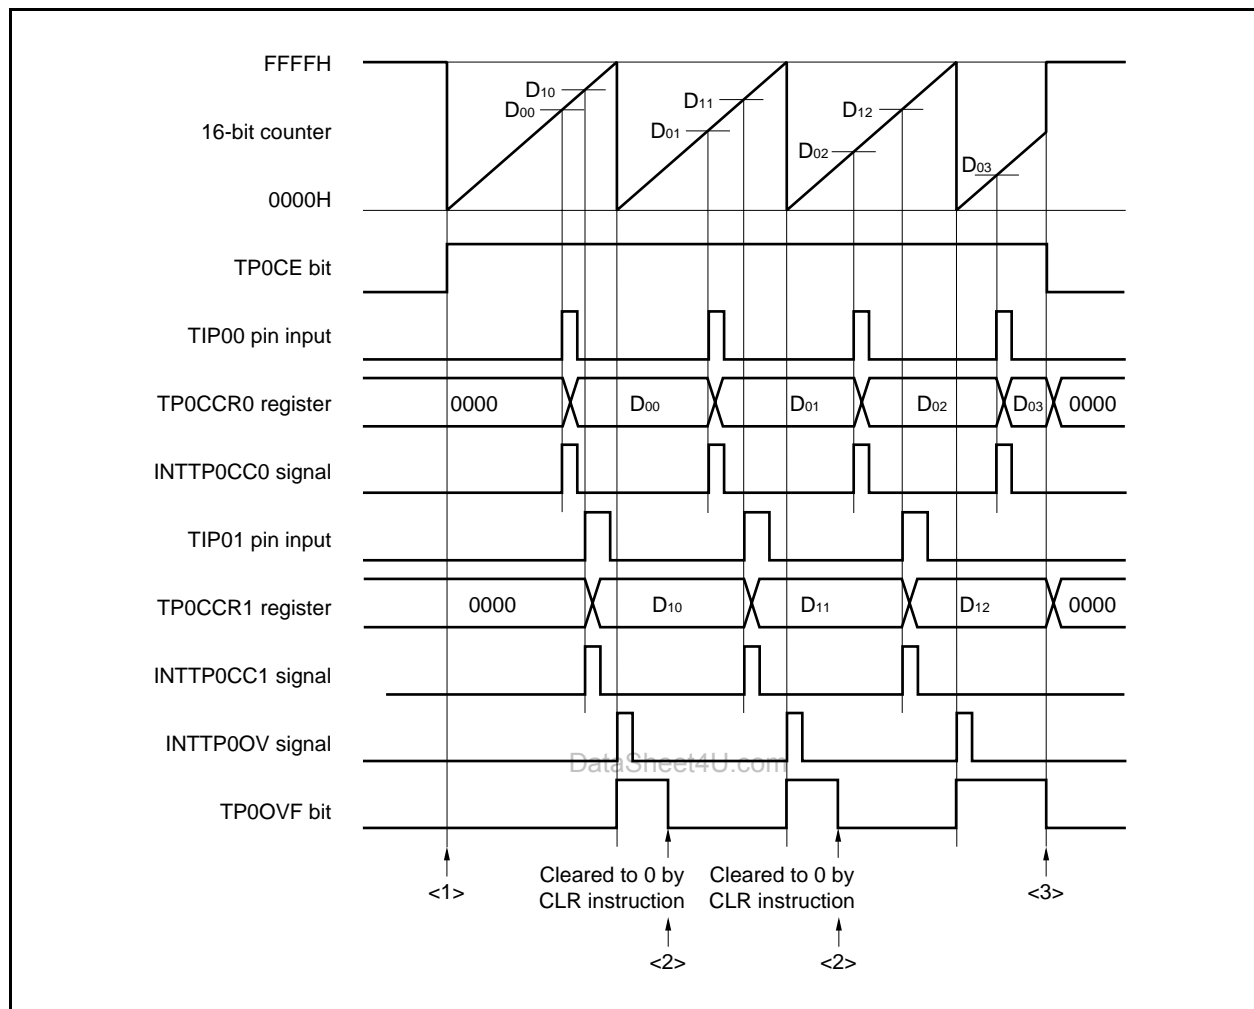 FFFFH
D10
D00
D11
D01
D12
D02
D03
16-bit counter
0000H
TP0CE bit
TIP00 pin input
TP0CCR0 register 0000 D00 D01 D02 D03 0000
INTTP0CC0 signal
TIP01 pin input
TP0CCR1 register 0000 D10 D11 D12 0000
INTTP0CC1 signal
INTTP0OV signal
DataSheet4U.com
TP0OVF bit
<1>
Cleared to 0 by
CLR instruction
<2>
Cleared to 0 by
CLR instruction
<2>
<3>